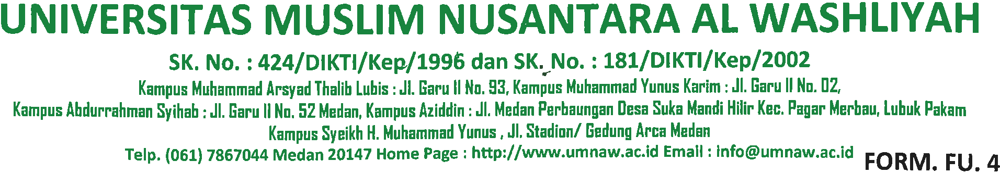 UNIVERSITAS MUSLIM NUSANTARA AL WASHLIYAH
SK. No. : 424/DIKTI/Kep/1996 dan SK. No. : 181/DIKTI/Kep/2002
Kampus Muhammad Arsyad Thalib Lubis : Jl. Garu II No. 93, Kampus Muhammad Yunus Karim : Jl. Garu II No. 02,
Kampus Abdurrahman Syihab : Jl. Garu II No. 52 Medan, Kampus Aziddin : Jl. Medan Perbaungan Desa Suka Mandi Hilir Kec. Pagar Merbau, Lubuk Pakam
Kampus Syeikh H. Muhammad Yunus , Jl. Stadion/ Gedung Arca Medan
Telp. (061) 7867044 Medan 20147 Home Page : http://www.umnaw.ac.id Email : info@umnaw.ac.id
FORM. FU. 4